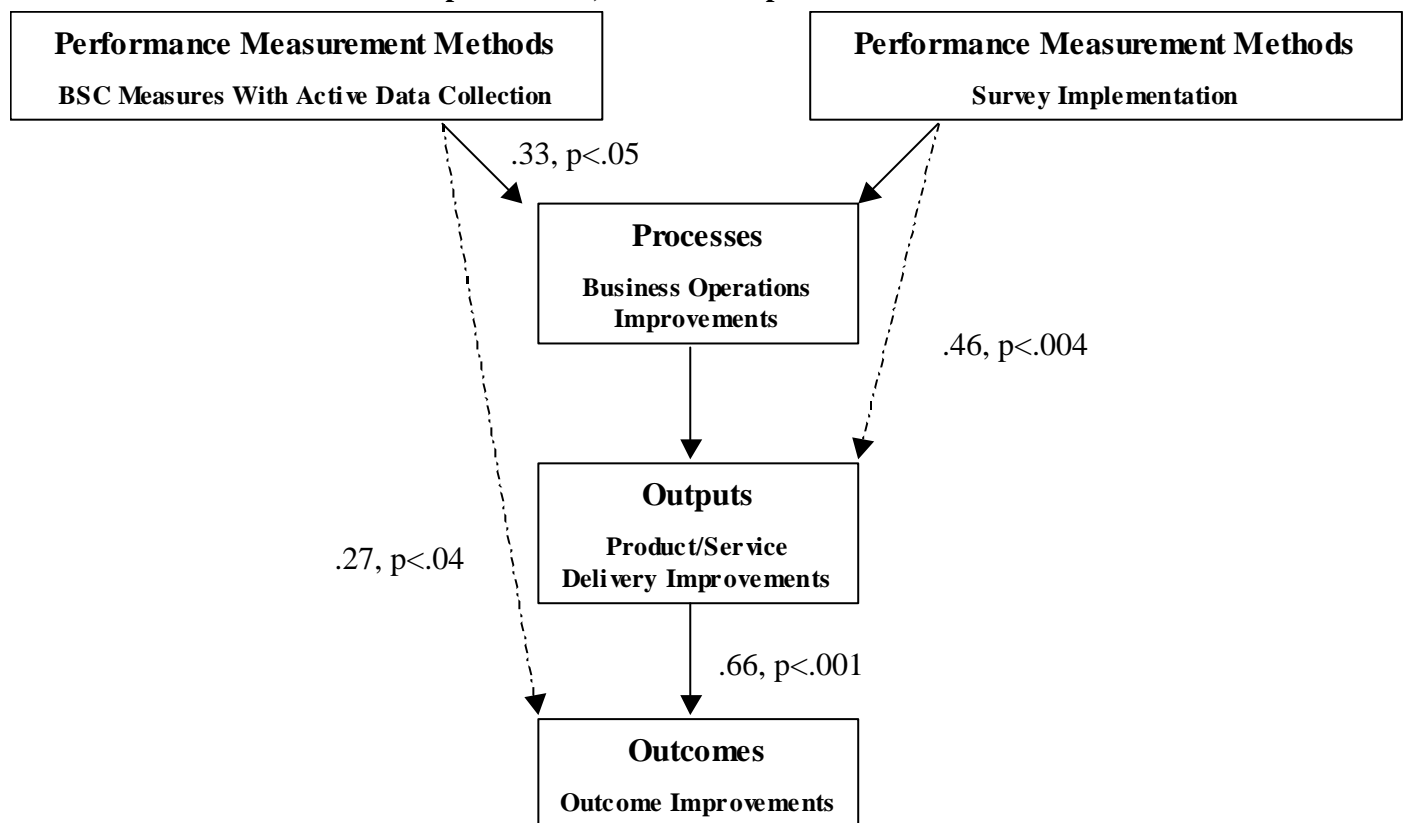 Performance Measurement Methods
BSC Measures With Active Data Collection
Performance Measurement Methods
Survey Implementation
.33, p<.05
Processes
Business Operations
Improvements
.46, p<.004
Outputs
Product/Service
Delivery Improvements
.27, p<.04
.66, p<.001
Outcomes
Outcome Improvements